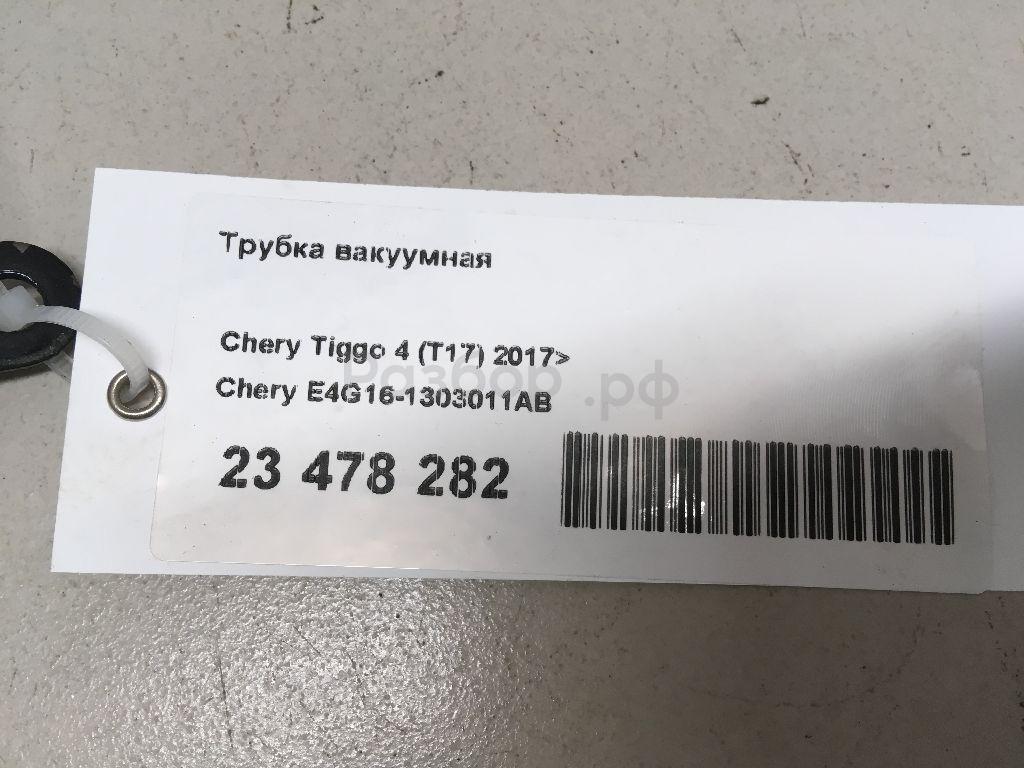 Трубка вакуумная
Chery Tiggo 4 (T17) 2017>
Разбор.рф
Chery E4G16-1303011AB
23 478 282